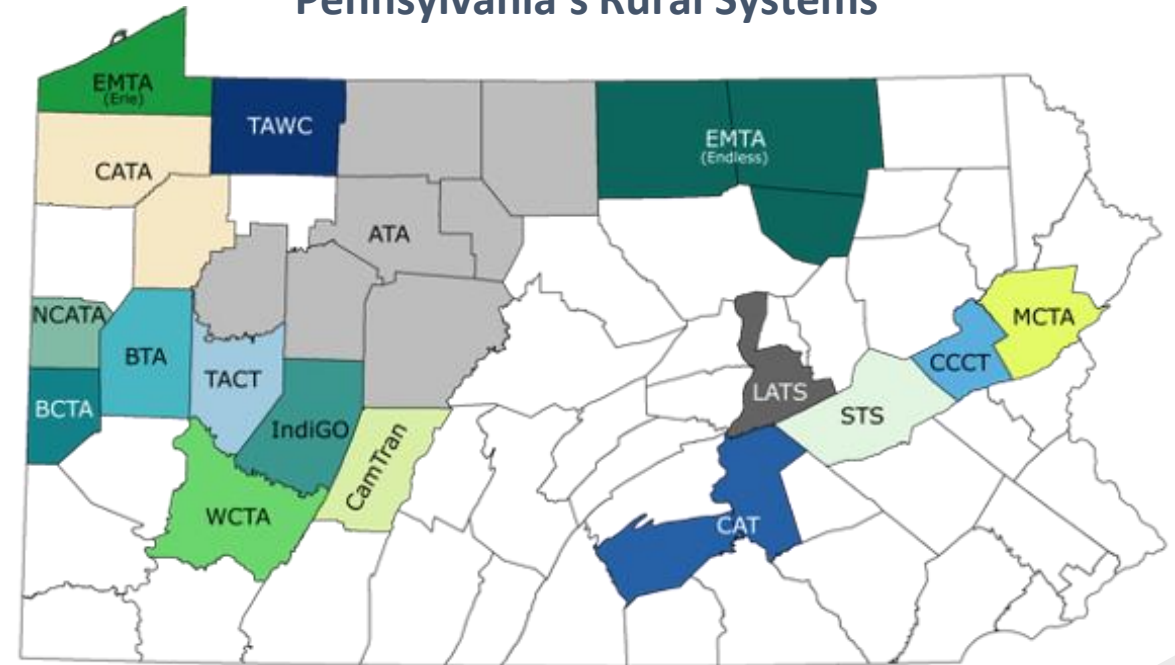 Pennsylvania's Rural Systems
EMTA
(Erie)
TAWC
EMTA
(Endless)
CATA
ATA
NCATA
MCTA
BTA
CCCT
TACT
LATS
BCTA
STS
IndiGO
CamTran
WCTA
CAT